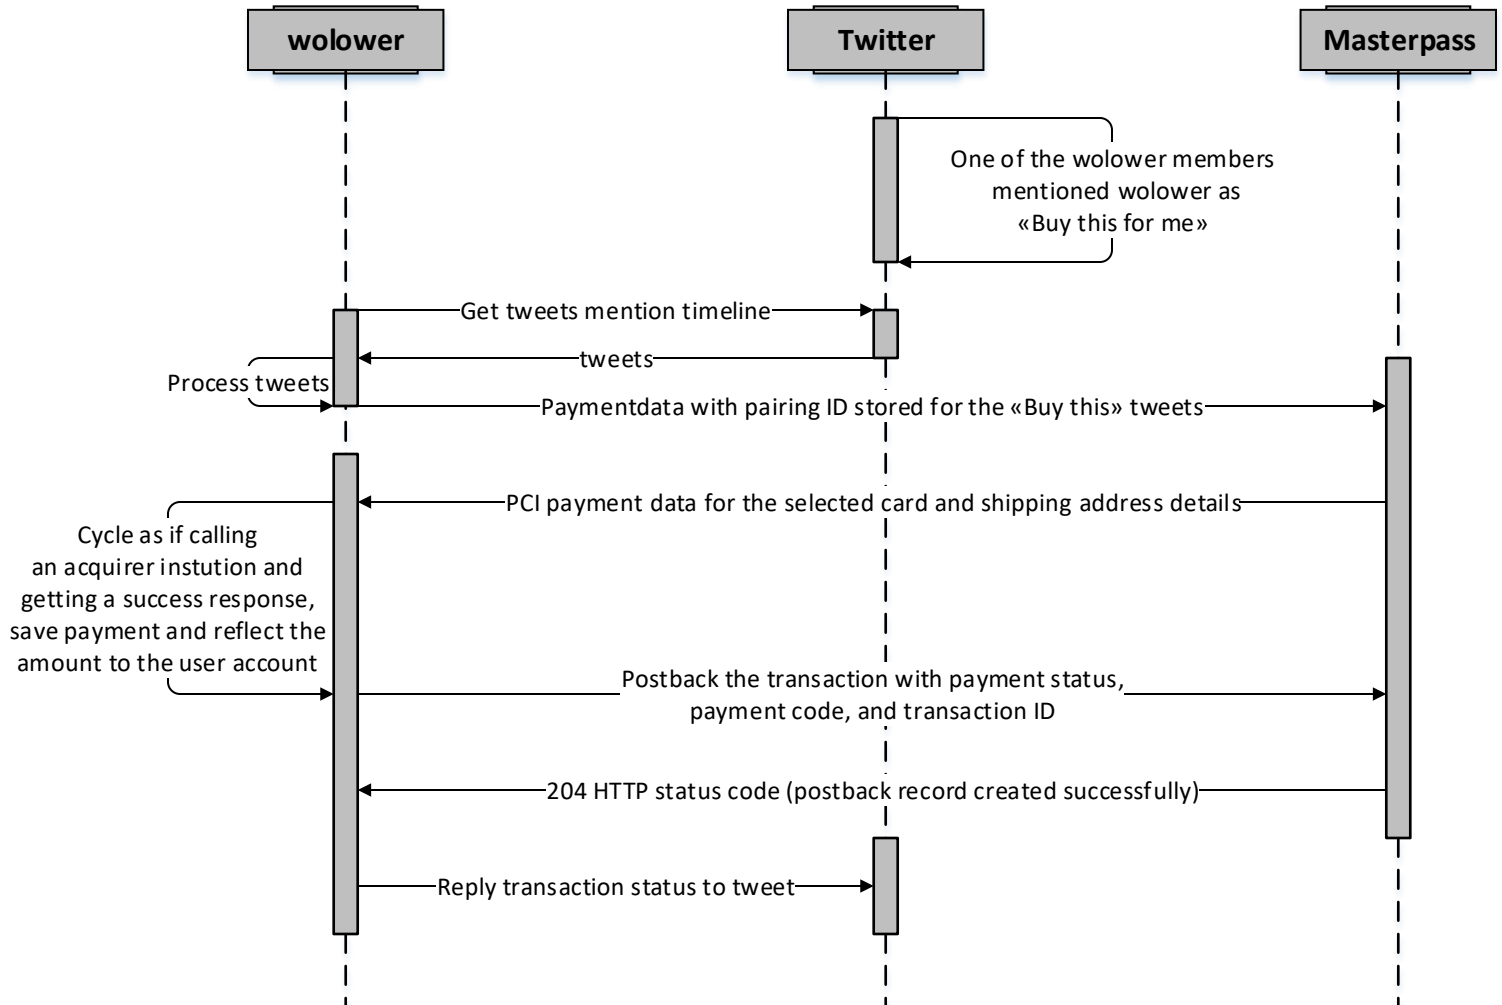 wolower
Twitter
Masterpass
One of the wolower members
mentioned wolower as
«Buy this for me»
Get tweets mention timeline
tweets
Process tweets
Paymentdata with pairing ID stored for the «Buy this» tweets
PCI payment data for the selected card and shipping address details
Cycle as if calling
an acquirer instution and
getting a success response,
save payment and reflect the
amount to the user account
Postback the transaction with payment status,
payment code, and transaction ID
204 HTTP status code (postback record created successfully)
Reply transaction status to tweet